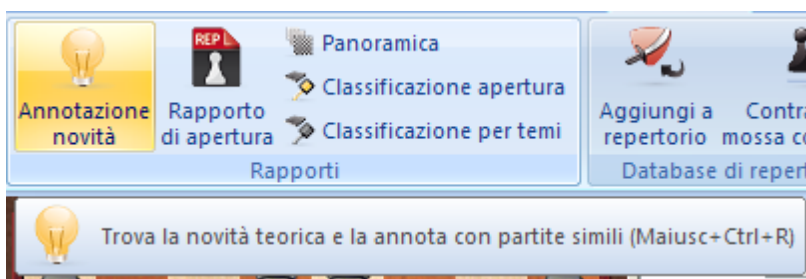 Annotazione
novità
REP
Rapporto
di apertura
Panoramica
Classificazione apertura
Classificazione per temi
Rapporti
Aggiungi a
repertorio
mossa
Database di
Trova la novità teorica e la annota con partite simili (Maiusc+Ctrl+R)